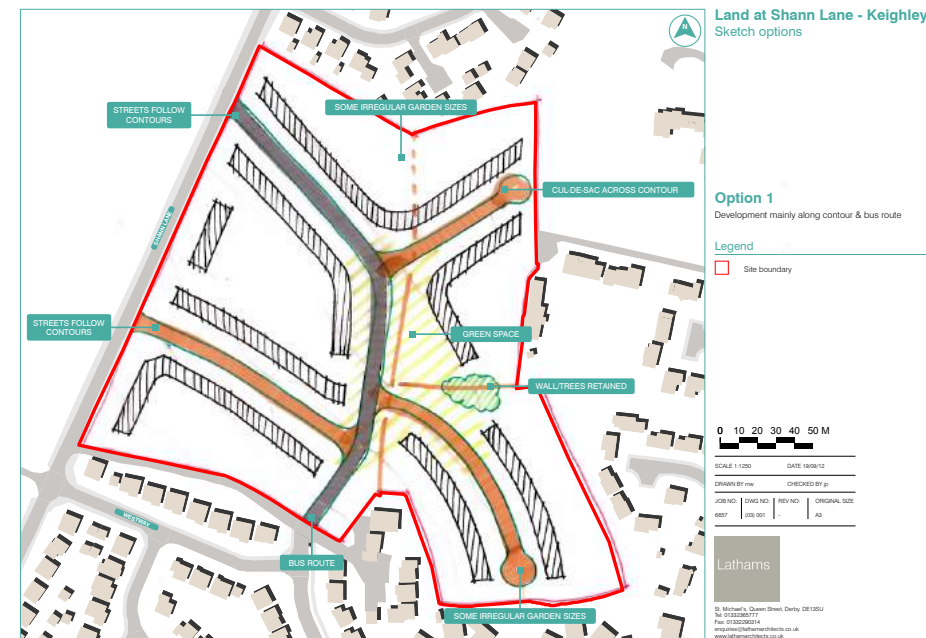 Land at Shann Lane - Keighley
Sketch options
N
STREETS FOLLOW
CONTOURS
SOME IRREGULAR GARDEN SIZES
CUL-DE-SAC ACROSS CONTOUR
SHANN LANE
STREETS FOLLOW
CONTOURS
GREEN SPACE
WALL/TREES RETAINED
WESTWAY
BUS ROUTE
SOME IRREGULAR GARDEN SIZES
Option 1
Development mainly along contour & bus route
Legend
Site boundary
0 10 20 30 40 50 M
SCALE 1:1250 DATE 19/09/12
DRAWN BY mw CHECKED BY jp
JOB NO: DWG NO: REV NO: ORIGINAL SIZE
6657 (03) 001 - A3
Lathams
St. Michael's, Queen Street, Derby. DE13SU
Tel: 01332365777
Fax: 01332290314
enquiries@lathamarchitects.co.uk
www.lathamarchitects.co.uk